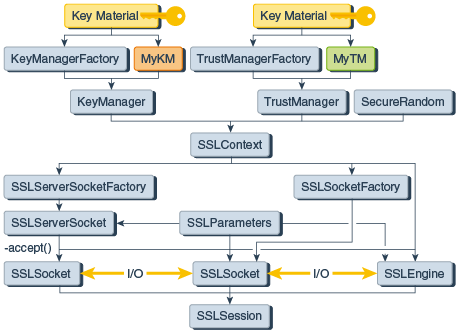 Key Material
Key Material
KeyManagerFactory
MyKM
TrustManagerFactory
MyTM
KeyManager
TrustManager
SecureRandom
SSLContext
SSLServerSocketFactory
SSLSocketFactory
SSLServerSocket
SSLParameters
-accept()
SSLSocket
I/O
SSLSocket
I/O
SSLEngine
SSLSession